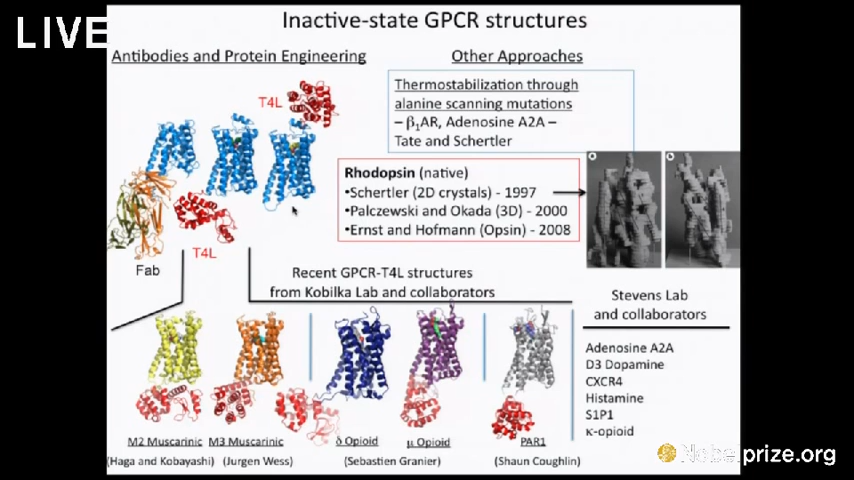 LIVE
Inactive-state GPCR structures
Antibodies and Protein Engineering
Other Approaches
T4L
Thermostabilization through
alanine scanning mutations
– β1AR, Adenosine A2A –
Tate and Schertler
Rhodopsin (native)
•Schertler (2D crystals) - 1997
•Palczewski and Okada (3D) - 2000
•Ernst and Hofmann (Opsin) - 2008
a
b
T4L
Fab
Recent GPCR-T4L structures
from Kobilka Lab and collaborators
Stevens Lab
and collaborators
Adenosine A2A
D3 Dopamine
CXCR4
Histamine
S1P1
κ-opioid
M2 Muscarinic
M3 Muscarinic
δ Opioid
μ Opioid
PAR1
(Haga and Kobayashi)
(Jurgen Wess)
(Sebastien Granier)
(Shaun Coughlin)
Nobelprize.org